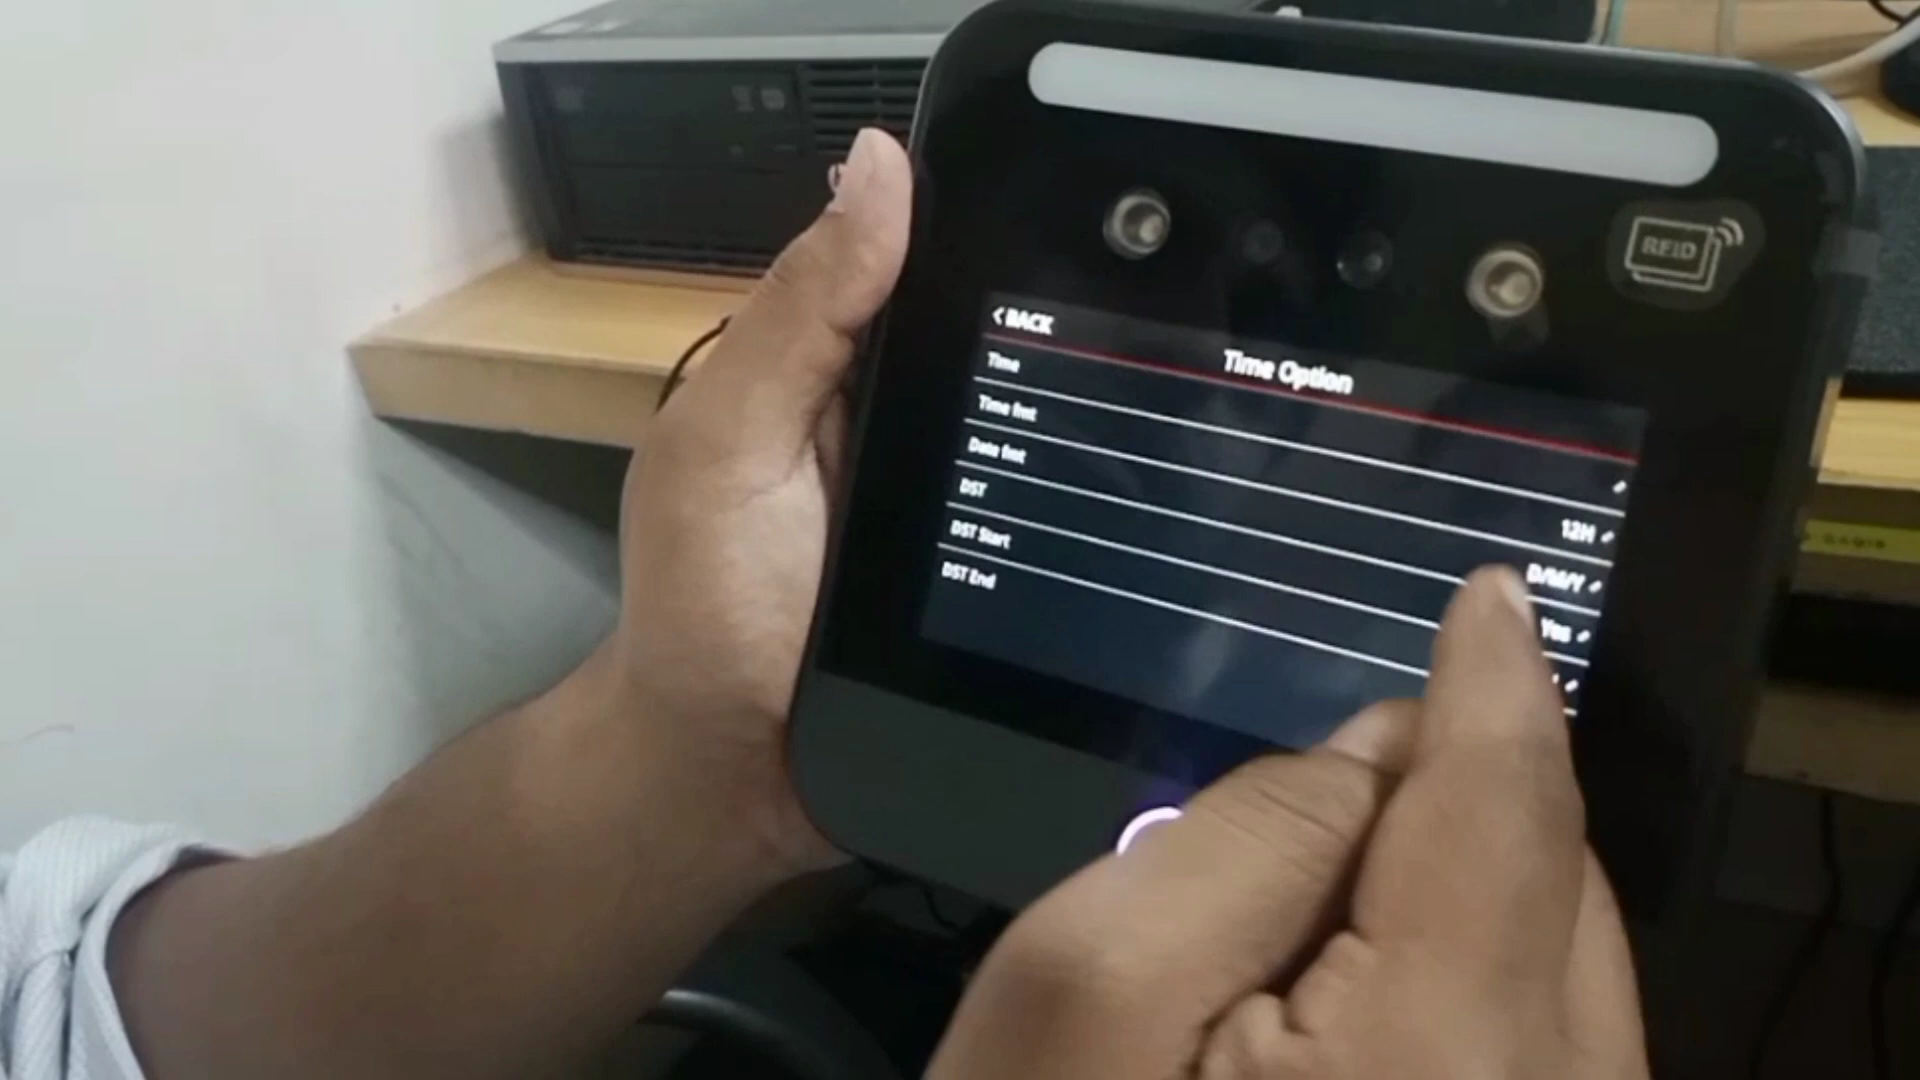 RFID
< BACK
Time Option
Time
Time fmt
12H
Date fmt
D/M/Y
DST
Yes
DST Start
DST End